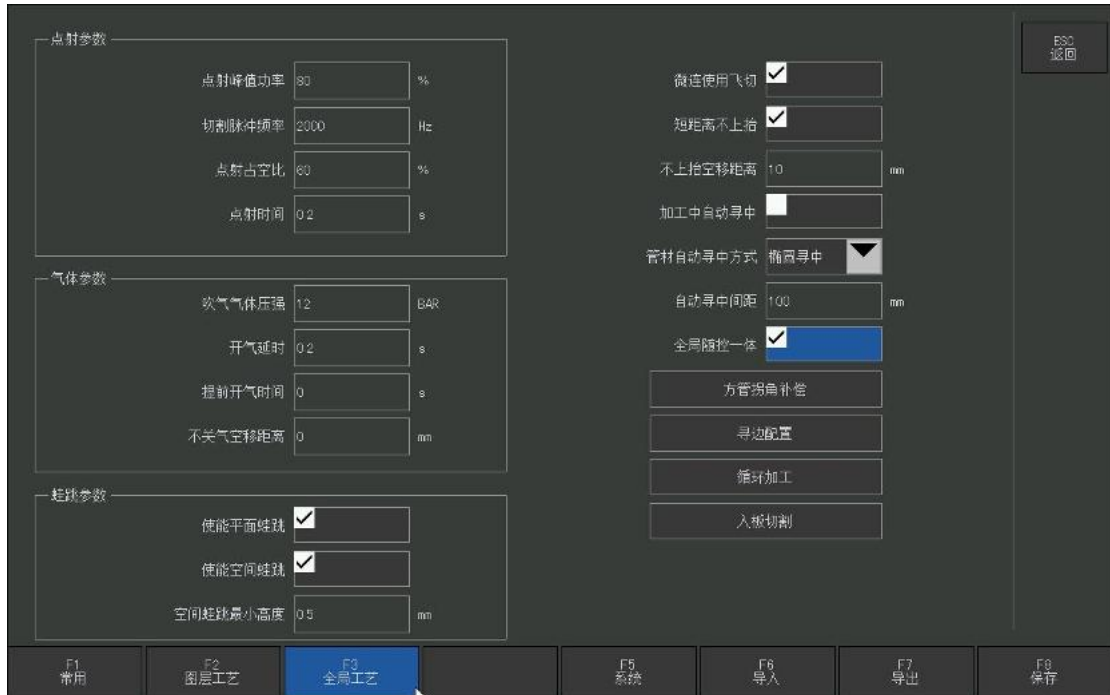 点射参数
点射峰值功率 80 %
切割脉冲频率 2000 Hz
点射占空比 60 %
点射时间 0.2 s
气体参数
吹气气体压强 12 BAR
开气延时 0.2 s
提前开气时间 0 s
不关气空移距离 0 mm
蛙跳参数
使能平面蛙跳
使能空间蛙跳
空间蛙跳最小高度 0.5 mm
微连使用飞切
短距离不上抬
不上抬空移距离 10 mm
加工中自动寻中
管材自动寻中方式 椭圆寻中
自动寻中间距 100 mm
全局随控一体
方管拐角补偿
寻边配置
循环加工
入板切割
ESC
返回
F1
常用
F2
图层工艺
F3
全局工艺
F5
系统
F6
导入
F7
导出
F8
保存